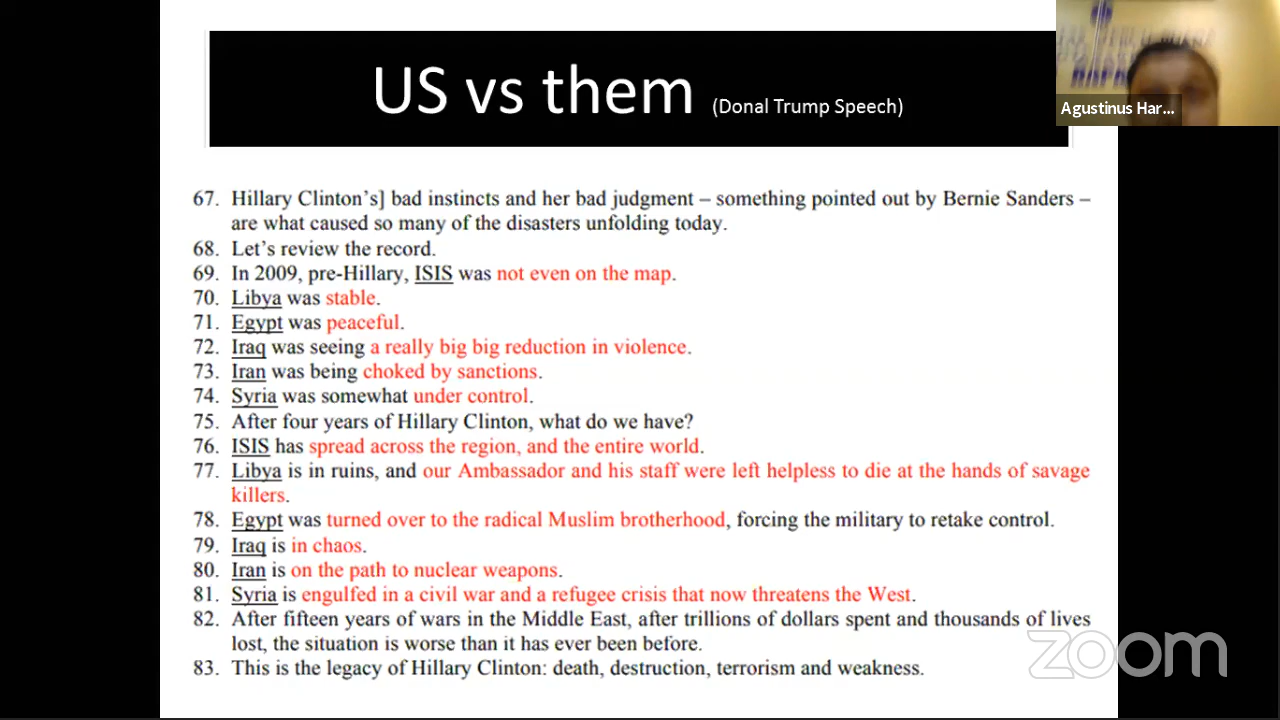 US vs them (Donal Trump Speech)
Agustinus Har...
67. Hillary Clinton's] bad instincts and her bad judgment – something pointed out by Bernie Sanders –
are what caused so many of the disasters unfolding today.
68. Let's review the record.
69. In 2009, pre-Hillary, ISIS was not even on the map.
70. Libya was stable.
71. Egypt was peaceful.
72. Iraq was seeing a really big big reduction in violence.
73. Iran was being choked by sanctions.
74. Syria was somewhat under control.
75. After four years of Hillary Clinton, what do we have?
76. ISIS has spread across the region, and the entire world.
77. Libya is in ruins, and our Ambassador and his staff were left helpless to die at the hands of savage
killers.
78. Egypt was turned over to the radical Muslim brotherhood, forcing the military to retake control.
79. Iraq is in chaos.
80. Iran is on the path to nuclear weapons.
81. Syria is engulfed in a civil war and a refugee crisis that now threatens the West.
82. After fifteen years of wars in the Middle East, after trillions of dollars spent and thousands of lives
lost, the situation is worse than it has ever been before.
83. This is the legacy of Hillary Clinton: death, destruction, terrorism and weakness.
zoom